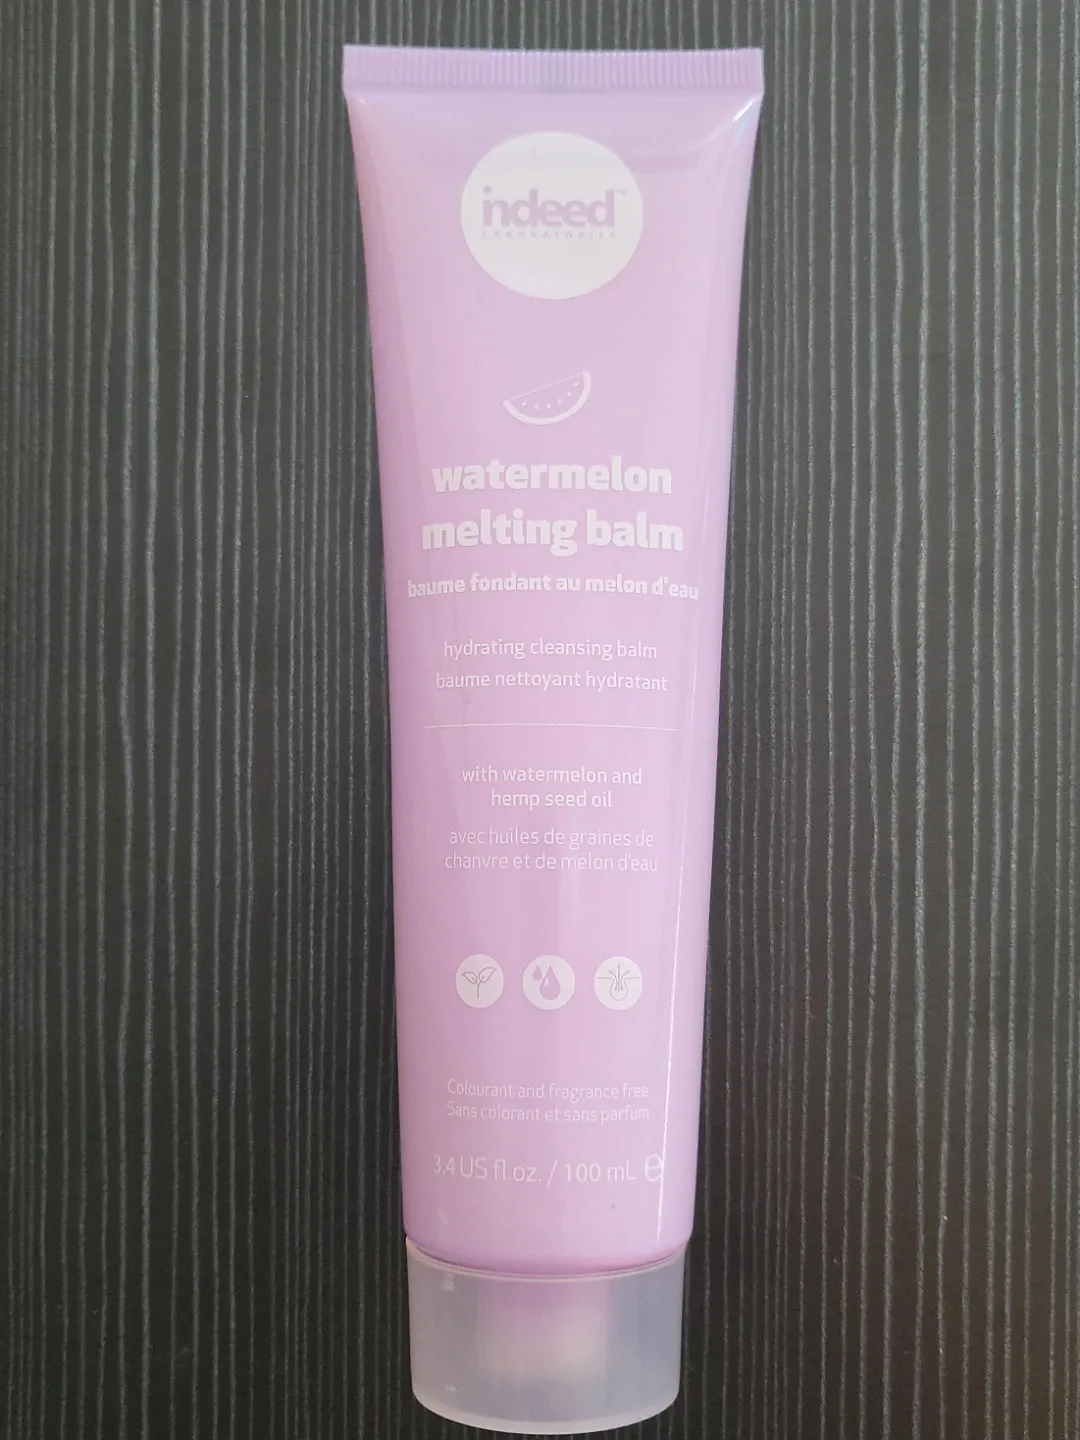 indeed™
LABORATORIES
watermelon
melting balm
baume fondant au melon d'eau
hydrating cleansing balm
baume nettoyant hydratant
with watermelon and
hemp seed oil
avec huiles de graines de
chanvre et de melon d'eau
Colourant and fragrance free
Sans colorant et sans parfum
3.4 US fl.oz. / 100 mL ℮